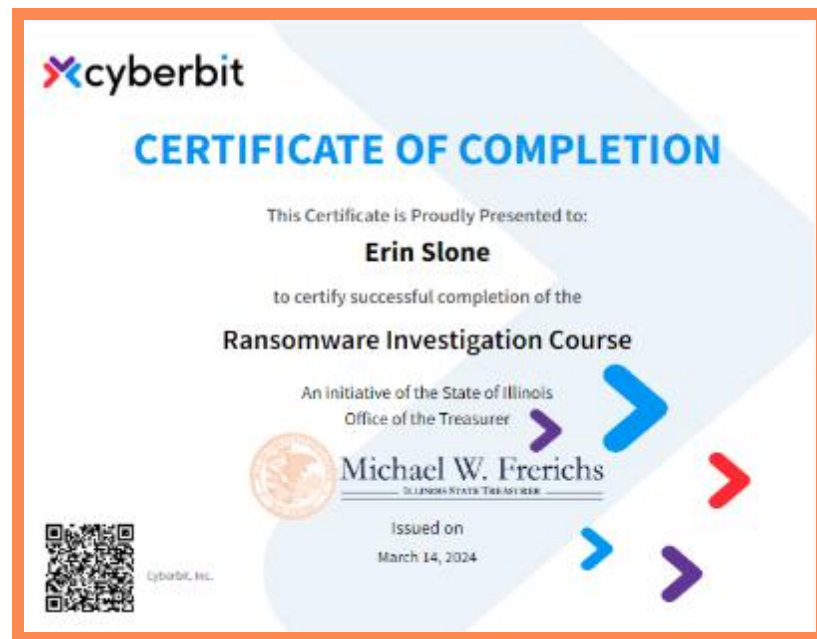 cyberbit
CERTIFICATE OF COMPLETION
This Certificate is Proudly Presented to:
Erin Slone
to certify successful completion of the
Ransomware Investigation Course
An initiative of the State of Illinois
Office of the Treasurer
Michael W. Frerichs
ILLINOIS STATE TREASURER
Issued on
March 14, 2024
Cyberbit, Inc.